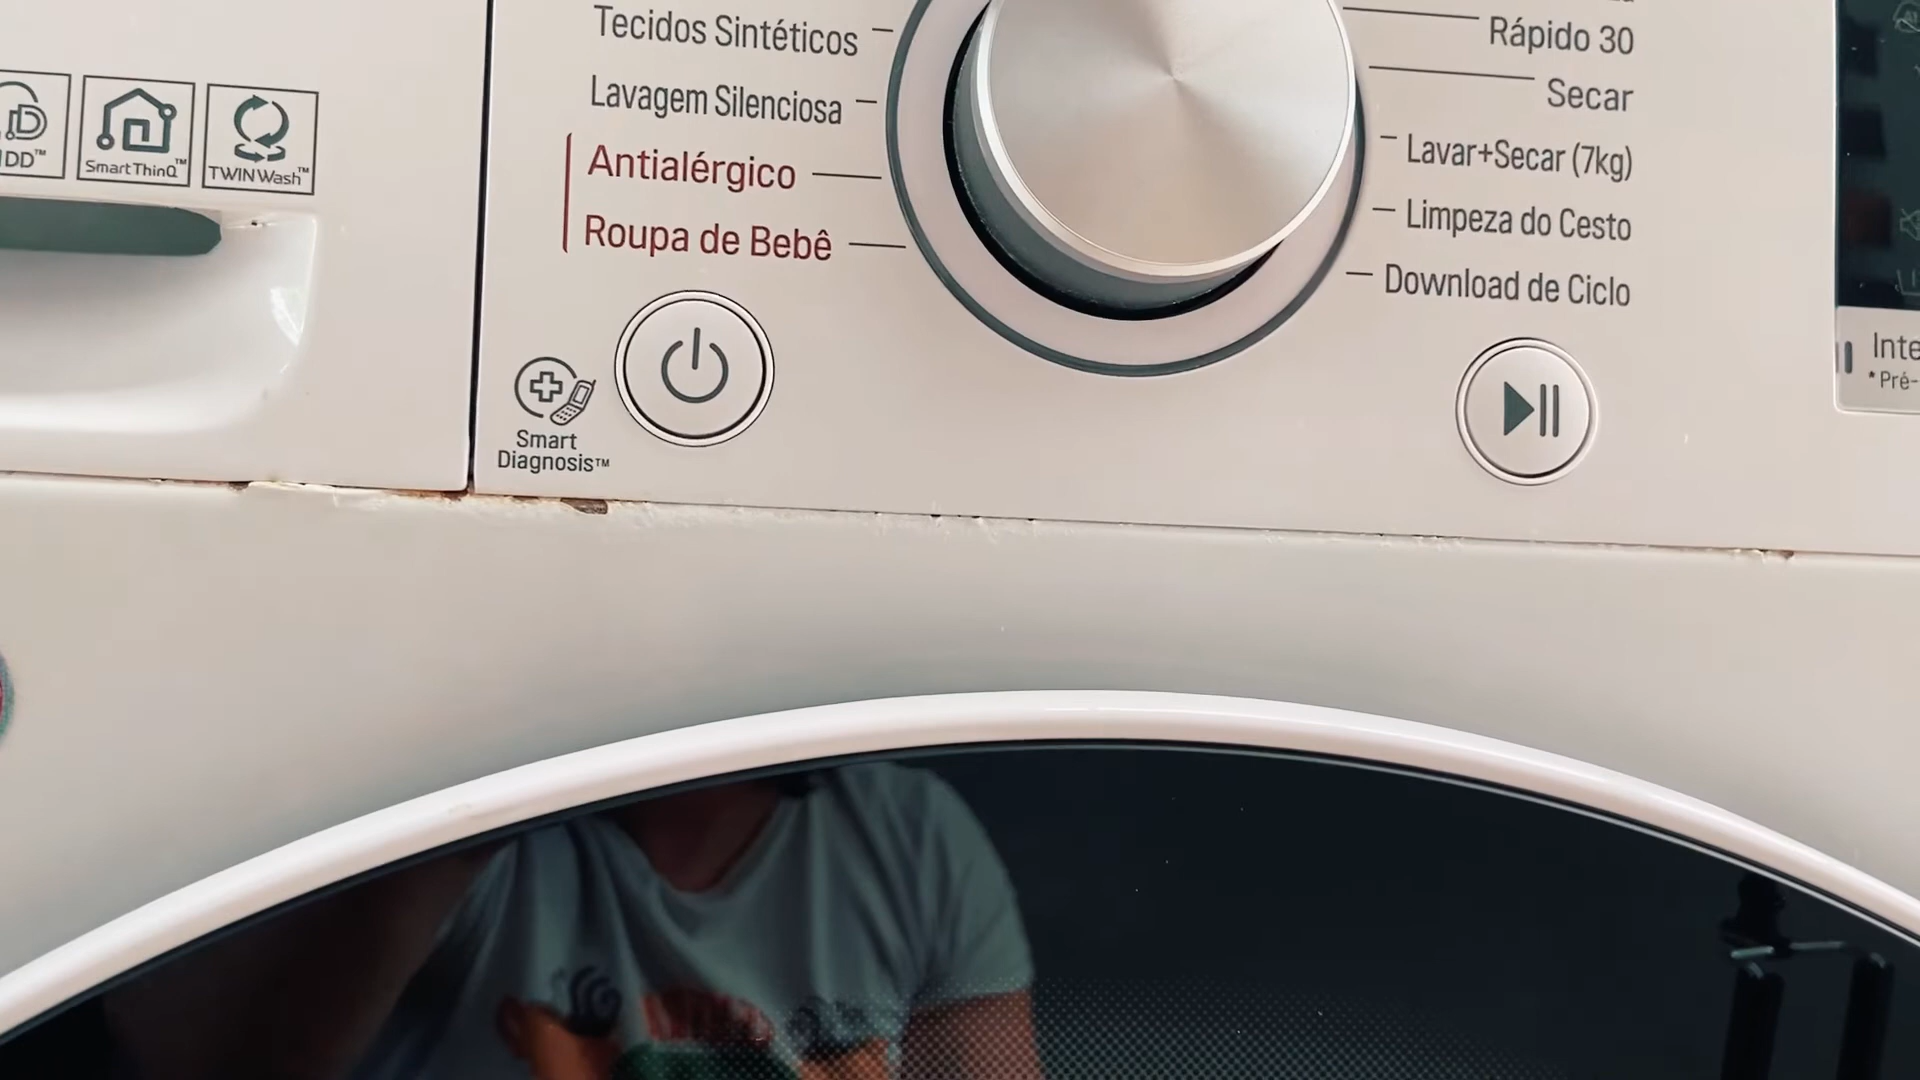 DD™
SmartThinQ™
TWINWash™
Tecidos Sintéticos
Lavagem Silenciosa
Antialérgico
Roupa de Bebê
Smart
Diagnosis™
Rápido 30
Secar
Lavar+Secar (7kg)
Limpeza do Cesto
Download de Ciclo
Inte
*Pré-